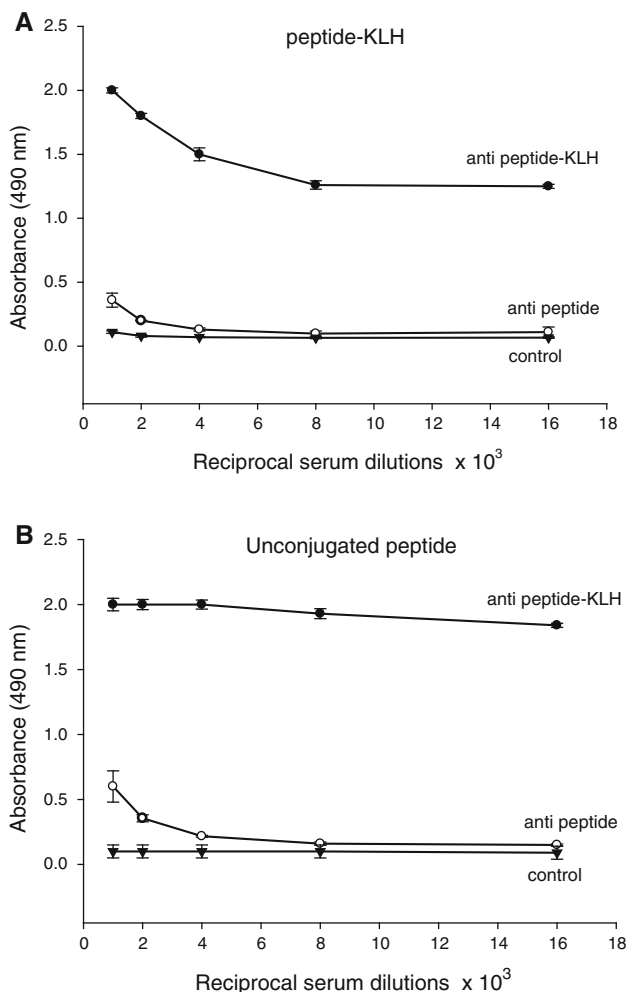 A
peptide-KLH
2.5
2.0
1.5
1.0
0.5
0.0
Absorbance (490 nm)
anti peptide-KLH
anti peptide
control
0 2 4 6 8 10 12 14 16 18
Reciprocal serum dilutions x 10³
B
Unconjugated peptide
2.5
2.0
1.5
1.0
0.5
0.0
Absorbance (490 nm)
anti peptide-KLH
anti peptide
control
0 2 4 6 8 10 12 14 16 18
Reciprocal serum dilutions x 10³